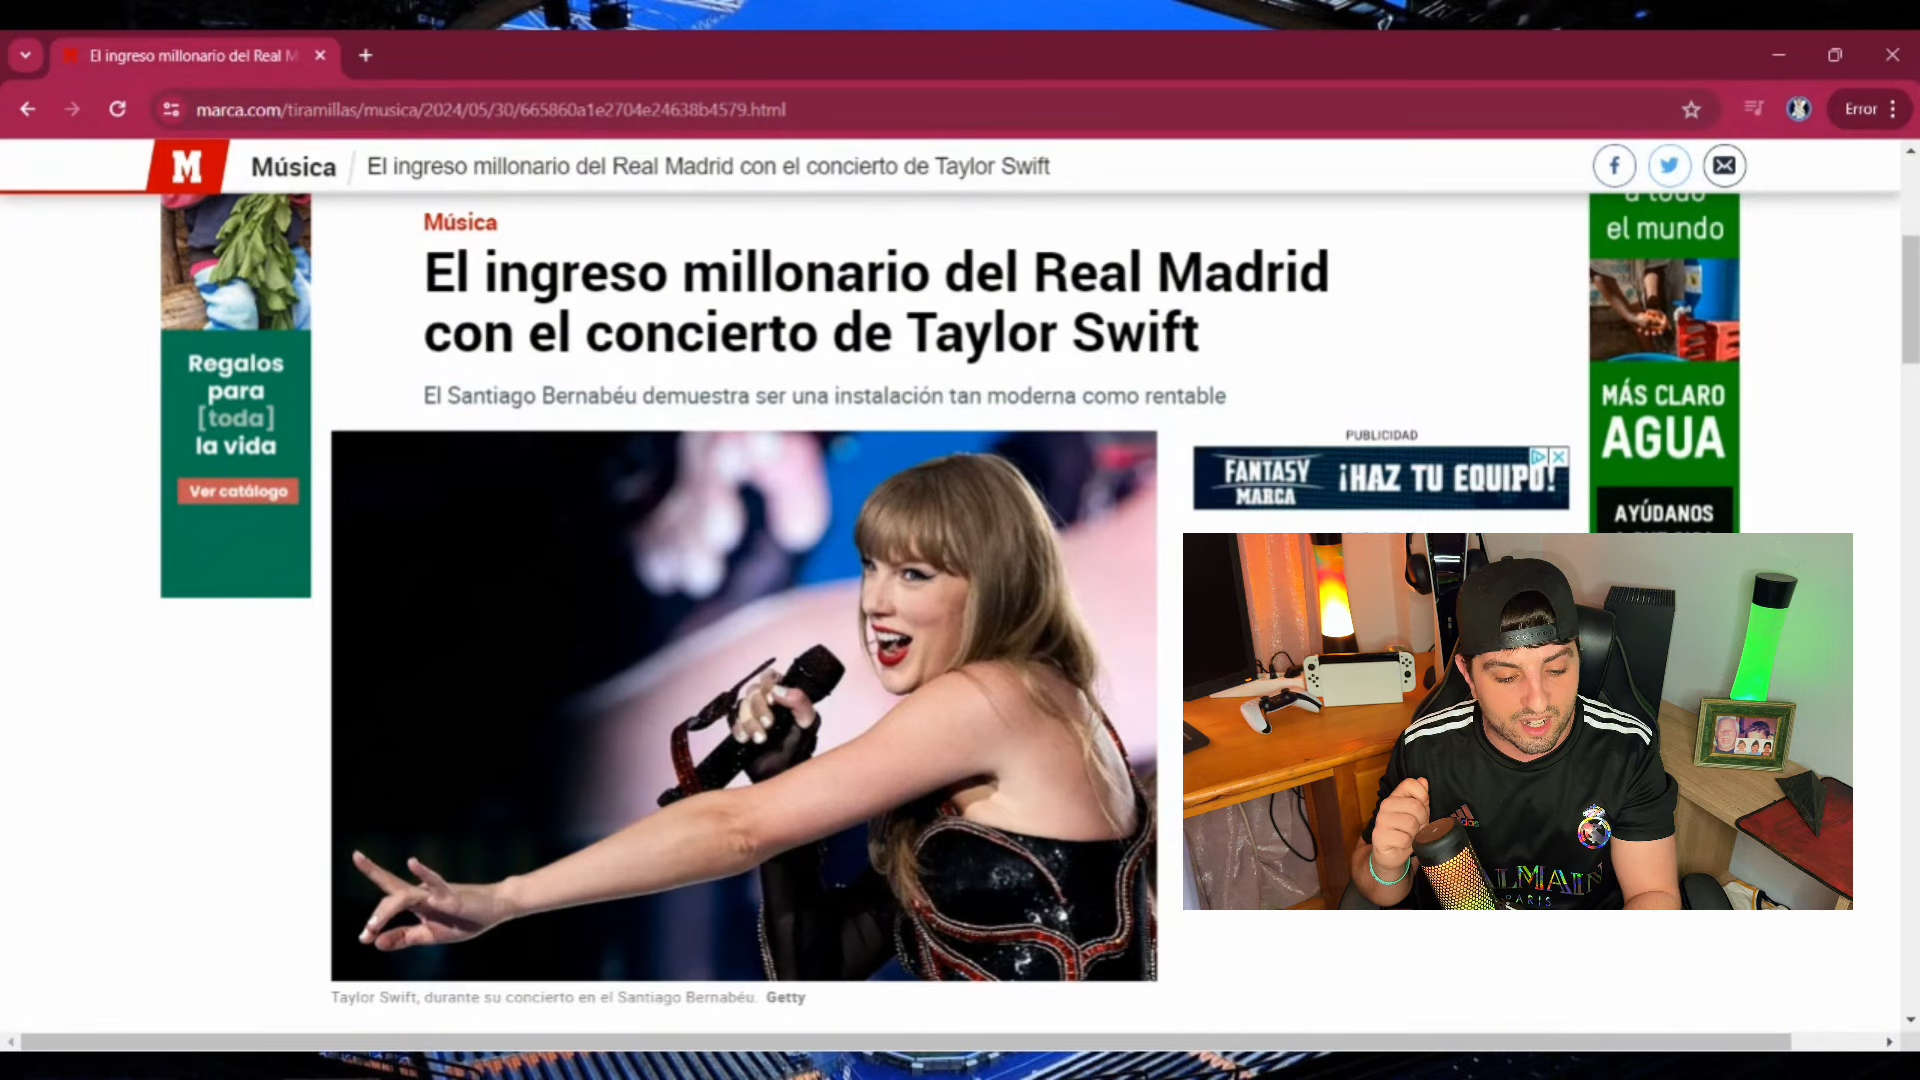 El ingreso millonario del Real M
marca.com/tiramillas/musica/2024/05/30/665860a1e2704e24638b4579.html
Error
M
Música
El ingreso millonario del Real Madrid con el concierto de Taylor Swift
Música
El ingreso millonario del Real Madrid
con el concierto de Taylor Swift
El Santiago Bernabéu demuestra ser una instalación tan moderna como rentable
Regalos
para
[toda]
la vida
Ver catálogo
PUBLICIDAD
FANTASY
MARCA
¡HAZ TU EQUIPO!
a todo
el mundo
MÁS CLARO
AGUA
AYÚDANOS
adidas
BALMAIN
PARIS
Taylor Swift, durante su concierto en el Santiago Bernabéu. Getty